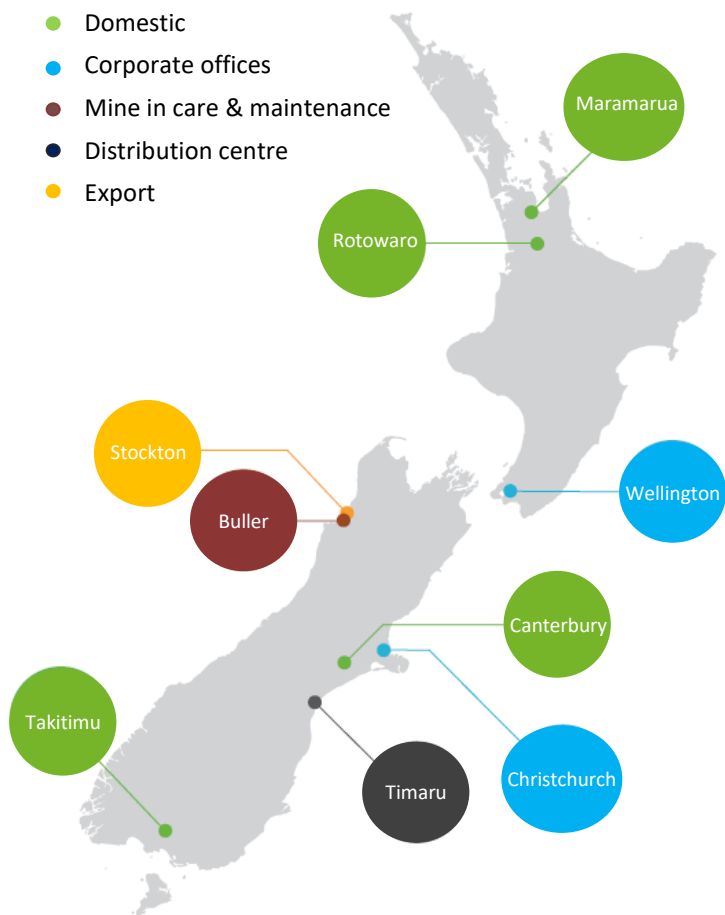 Domestic
Corporate offices
Mine in care & maintenance
Distribution centre
Export
Maramarua
Rotowaro
Stockton
Buller
Wellington
Canterbury
Takitimu
Timaru
Christchurch